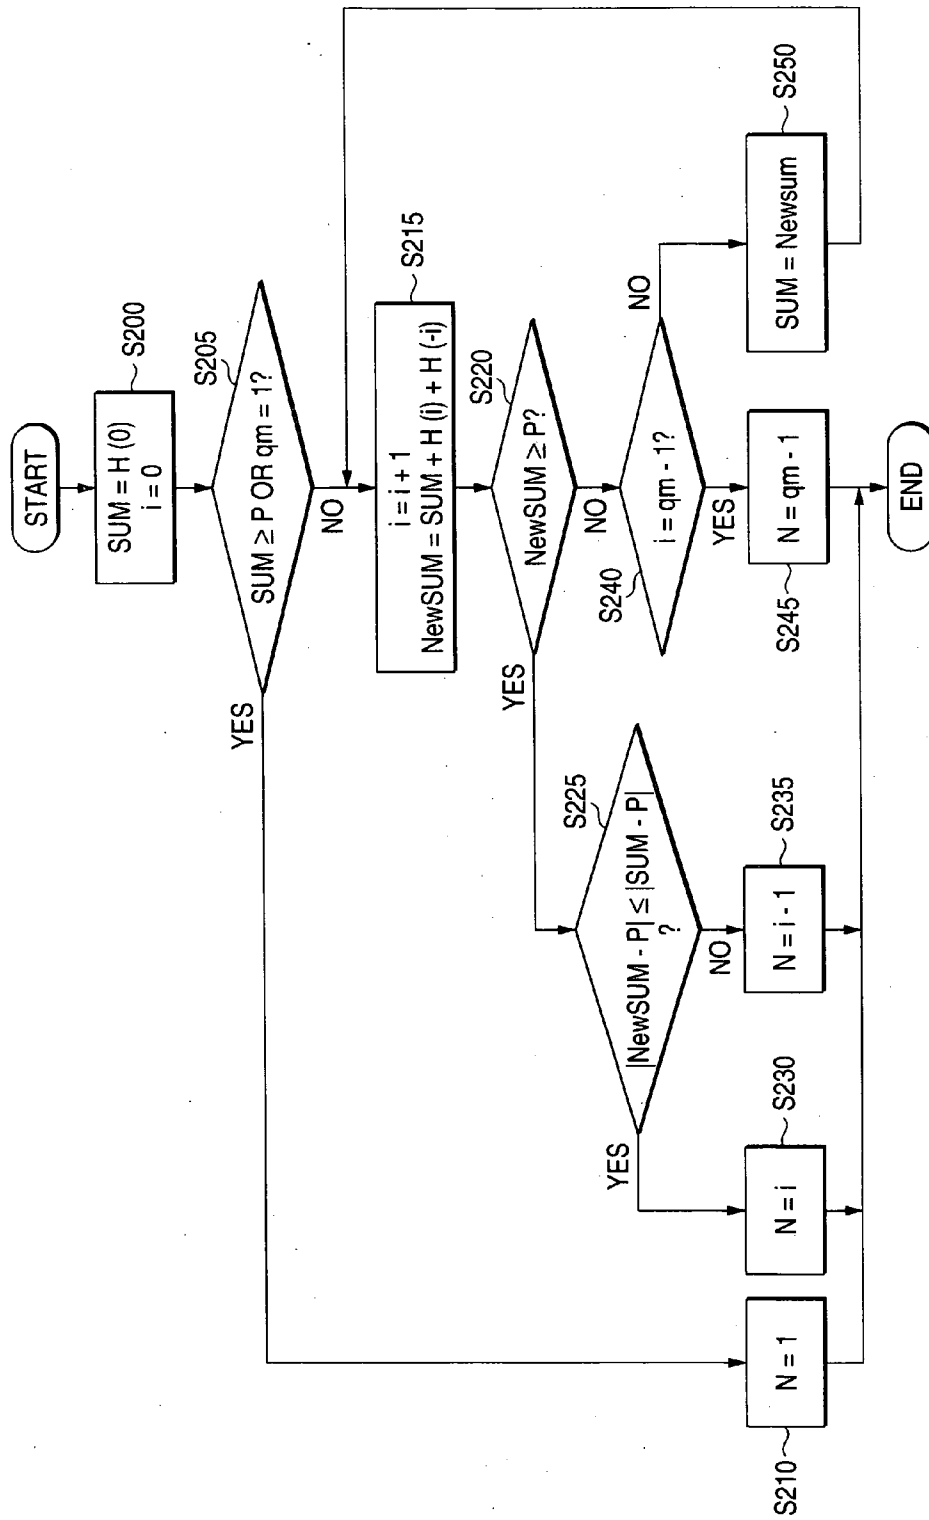 START
SUM = H (0)
i = 0
S200
SUM ≥ P OR qm = 1?
S205
YES
NO
i = i + 1
NewSUM = SUM + H (i) + H (-i)
S215
NewSUM ≥ P?
S220
YES
NO
|NewSUM - P| ≤ |SUM - P|
?
S225
YES
NO
i = qm - 1?
S240
NO
YES
N = 1
S210
N = i
S230
N = i - 1
S235
N = qm - 1
S245
SUM = Newsum
S250
END